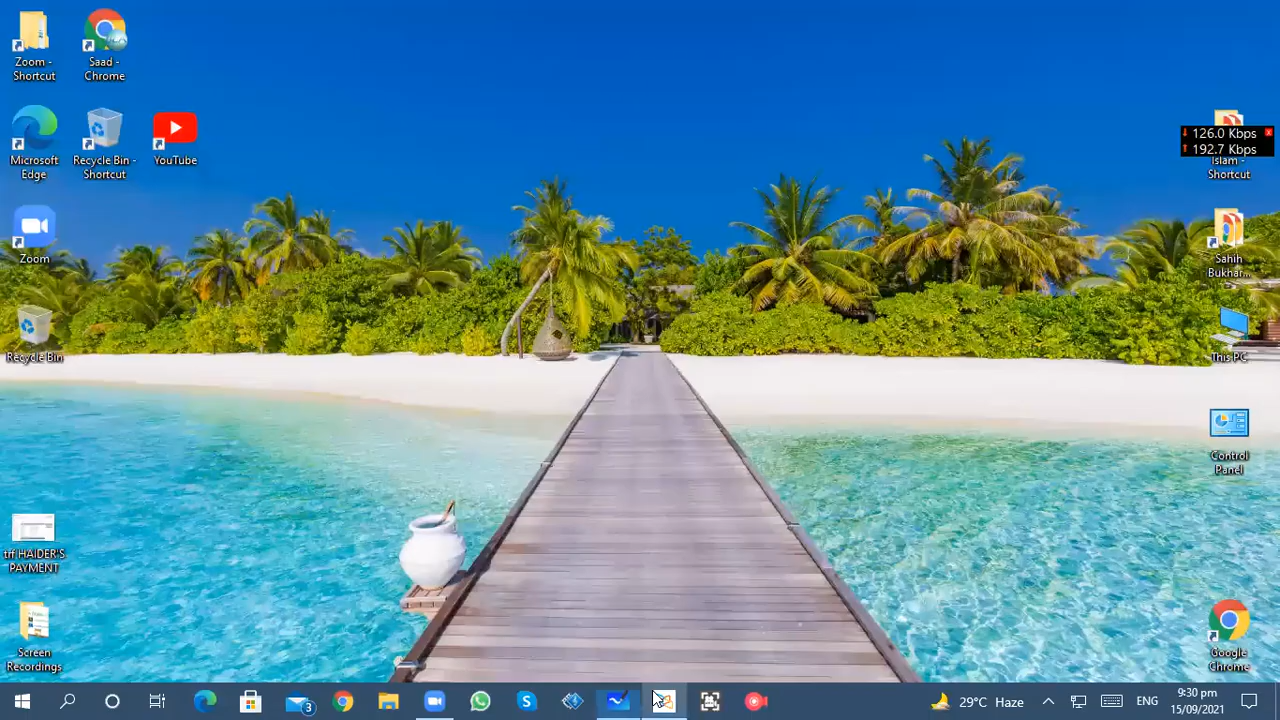 Zoom -
Shortcut
Saad -
Chrome
Microsoft
Edge
Recycle Bin -
Shortcut
YouTube
Zoom
Recycle Bin
trf HAIDER'S
PAYMENT
Screen
Recordings
126.0 Kbps
x
192.7 Kbps
Islam -
Shortcut
Sahih
Bukhar...
This PC
Control
Panel
Google
Chrome
3
29°C Haze
ENG
9:30 pm
15/09/2021